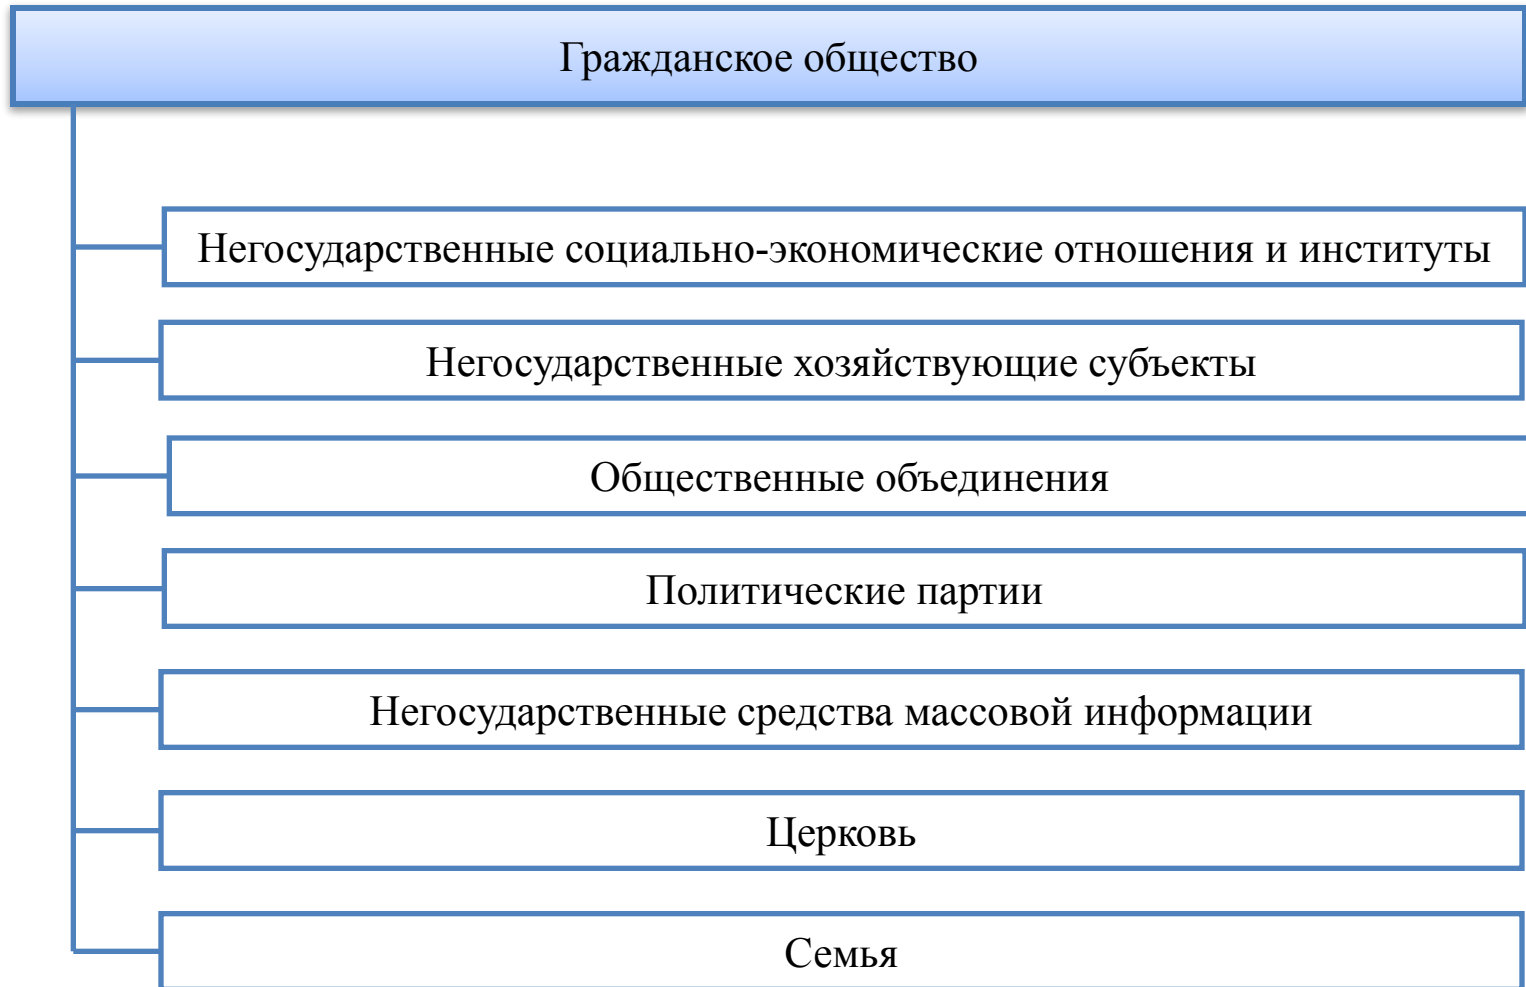 Гражданское общество
Негосударственные социально-экономические отношения и институты
Негосударственные хозяйствующие субъекты
Общественные объединения
Политические партии
Негосударственные средства массовой информации
Церковь
Семья